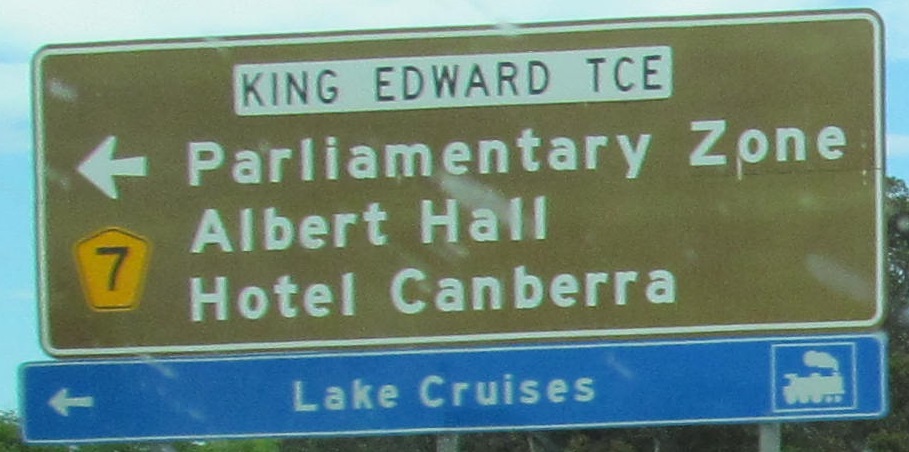 KING EDWARD TCE
Parliamentary Zone
Albert Hall
7
Hotel Canberra
Lake Cruises